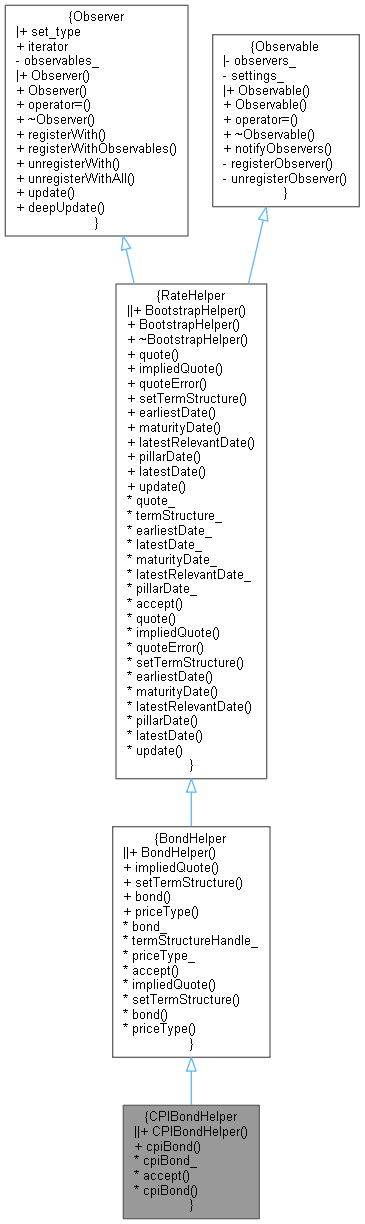 {Observer
|+ set_type
+ iterator
- observables_
|+ Observer()
+ Observer()
+ operator=()
+ ~Observer()
+ registerWith()
+ registerWithObservables()
+ unregisterWith()
+ unregisterWithAll()
+ update()
+ deepUpdate()
}
{Observable
|- observers_
- settings_
|+ Observable()
+ Observable()
+ operator=()
+ ~Observable()
+ notifyObservers()
- registerObserver()
- unregisterObserver()
}
{RateHelper
||+ BootstrapHelper()
+ BootstrapHelper()
+ ~BootstrapHelper()
+ quote()
+ impliedQuote()
+ quoteError()
+ setTermStructure()
+ earliestDate()
+ maturityDate()
+ latestRelevantDate()
+ pillarDate()
+ latestDate()
+ update()
* quote_
* termStructure_
* earliestDate_
* latestDate_
* maturityDate_
* latestRelevantDate_
* pillarDate_
* accept()
* quote()
* impliedQuote()
* quoteError()
* setTermStructure()
* earliestDate()
* maturityDate()
* latestRelevantDate()
* pillarDate()
* latestDate()
* update()
}
{BondHelper
||+ BondHelper()
+ impliedQuote()
+ setTermStructure()
+ bond()
+ priceType()
* bond_
* termStructureHandle_
* priceType_
* accept()
* impliedQuote()
* setTermStructure()
* bond()
* priceType()
}
{CPIBondHelper
||+ CPIBondHelper()
+ cpiBond()
* cpiBond_
* accept()
* cpiBond()
}